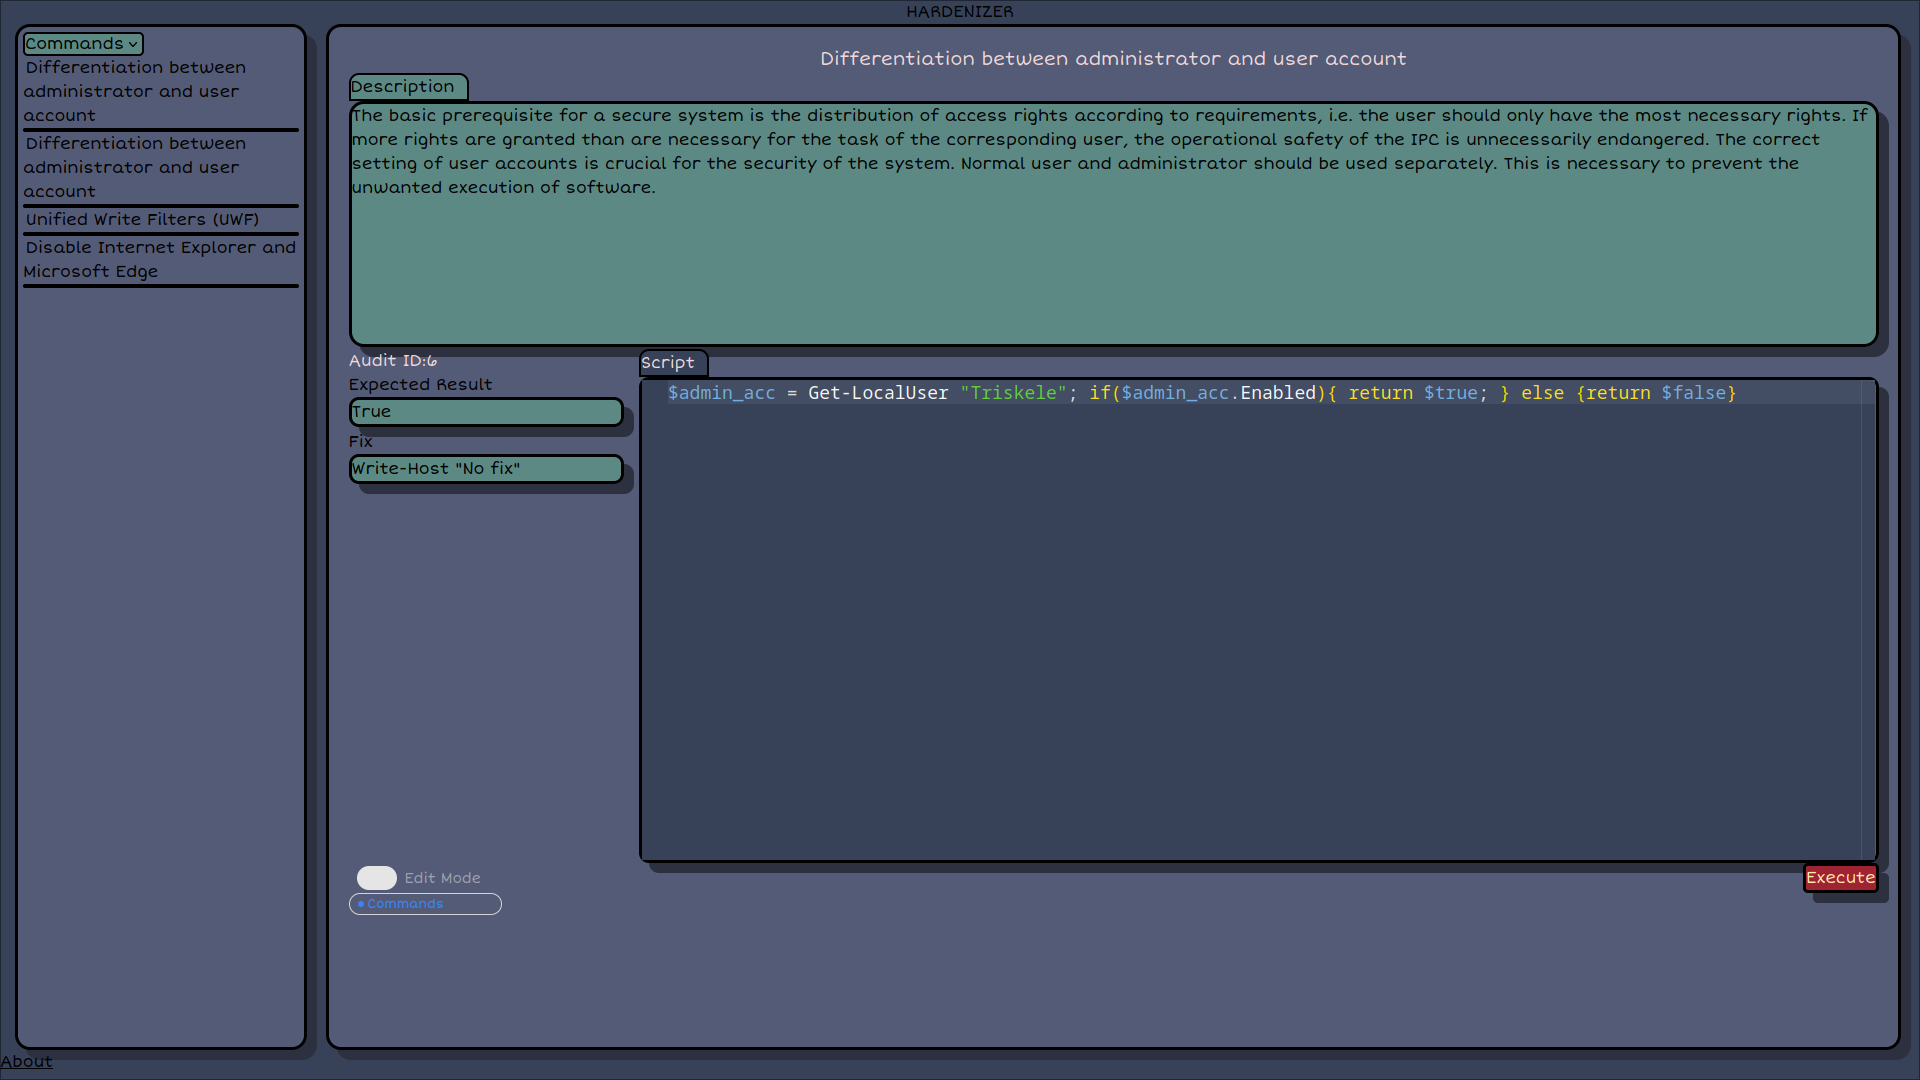 HARDENIZER
Commands
Differentiation between
administrator and user
account
Differentiation between
administrator and user
account
Unified Write Filters (UWF)
Disable Internet Explorer and
Microsoft Edge
Differentiation between administrator and user account
Description
The basic prerequisite for a secure system is the distribution of access rights according to requirements, i.e. the user should only have the most necessary rights. If
more rights are granted than are necessary for the task of the corresponding user, the operational safety of the IPC is unnecessarily endangered. The correct
setting of user accounts is crucial for the security of the system. Normal user and administrator should be used separately. This is necessary to prevent the
unwanted execution of software.
Audit ID:6
Expected Result
True
Fix
Write-Host "No fix"
Script
$admin_acc = Get-LocalUser "Triskele"; if($admin_acc.Enabled){ return $true; } else {return $false}
Edit Mode
Commands
Execute
About